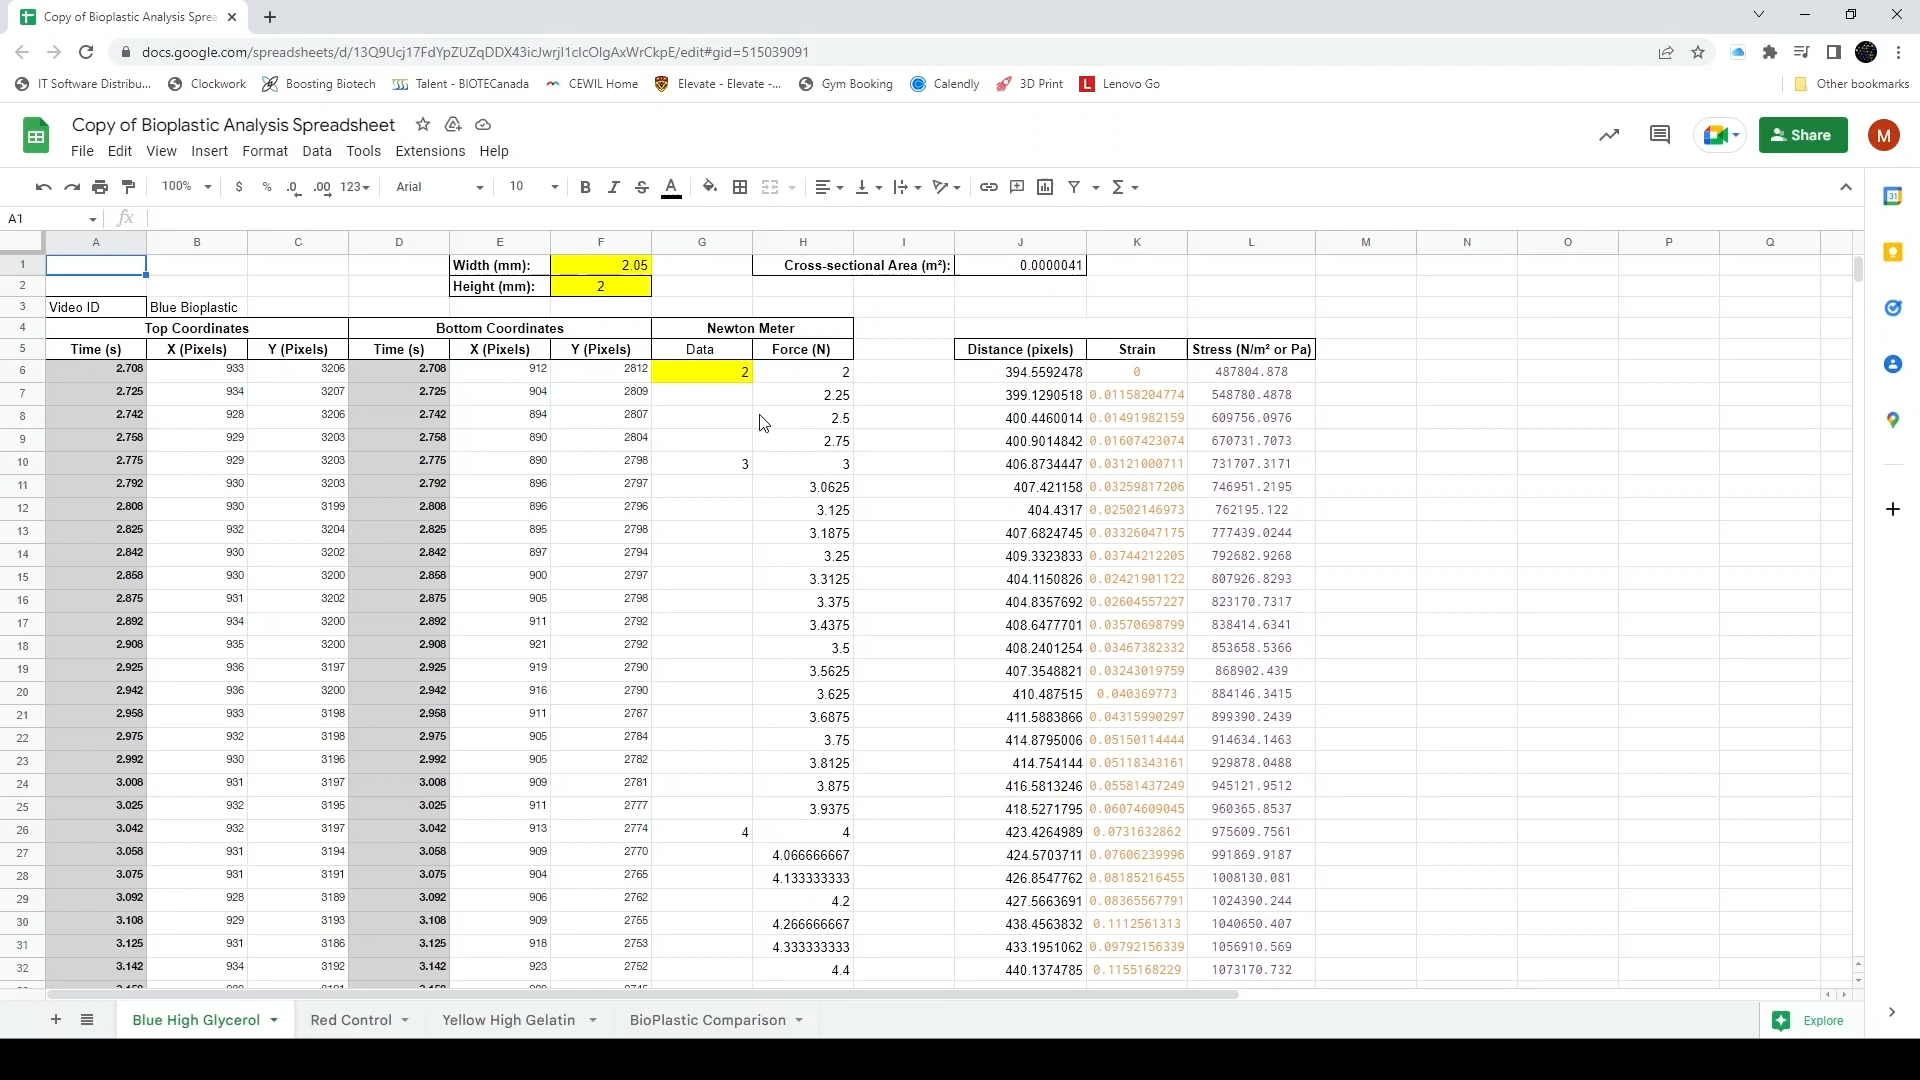 Copy of Bioplastic Analysis Sprea
docs.google.com/spreadsheets/d/13Q9Ucj17FdYpZUZqDDX43icJwrjl1clcOlgAxWrCkpE/edit#gid=515039091
IT Software Distribu... Clockwork Boosting Biotech Talent - BIOTECanada CEWIL Home Elevate - Elevate -... Gym Booking Calendly 3D Print L Lenovo Go Other bookmarks
Copy of Bioplastic Analysis Spreadsheet
Share M
File Edit View Insert Format Data Tools Extensions Help
100% $ % .0 .00 123 Arial 10 B I S A
A1 fx
A B C D E F G H I J K L M N O P Q
1 Width (mm): 2.05 Cross-sectional Area (m²): 0.0000041
2 Height (mm): 2
3 Video ID Blue Bioplastic
4 Top Coordinates Bottom Coordinates Newton Meter
5 Time (s) X (Pixels) Y (Pixels) Time (s) X (Pixels) Y (Pixels) Data Force (N) Distance (pixels) Strain Stress (N/m² or Pa)
6 2.708 933 3206 2.708 912 2812 2 2 394.5592478 0 487804.878
7 2.725 934 3207 2.725 904 2809 2.25 399.1290518 0.01158204774 548780.4878
8 2.742 928 3206 2.742 894 2807 2.5 400.4460014 0.01491982159 609756.0976
9 2.758 929 3203 2.758 890 2804 2.75 400.9014842 0.01607423074 670731.7073
10 2.775 929 3203 2.775 890 2798 3 3 406.8734447 0.03121000711 731707.3171
11 2.792 930 3203 2.792 896 2797 3.0625 407.421158 0.03259817206 746951.2195
12 2.808 930 3199 2.808 896 2796 3.125 404.4317 0.02502146973 762195.122
13 2.825 932 3204 2.825 895 2798 3.1875 407.6824745 0.03326047175 777439.0244
14 2.842 930 3202 2.842 897 2794 3.25 409.3323833 0.03744212205 792682.9268
15 2.858 930 3200 2.858 900 2797 3.3125 404.1150826 0.02421901122 807926.8293
16 2.875 931 3202 2.875 905 2798 3.375 404.8357692 0.02604557227 823170.7317
17 2.892 934 3200 2.892 911 2792 3.4375 408.6477701 0.03570698799 838414.6341
18 2.908 935 3200 2.908 921 2792 3.5 408.2401254 0.03467382332 853658.5366
19 2.925 936 3197 2.925 919 2790 3.5625 407.3548821 0.03243019759 868902.439
20 2.942 936 3200 2.942 916 2790 3.625 410.487515 0.040369773 884146.3415
21 2.958 933 3198 2.958 911 2787 3.6875 411.5883866 0.04315990297 899390.2439
22 2.975 932 3198 2.975 905 2784 3.75 414.8795006 0.05150114444 914634.1463
23 2.992 930 3196 2.992 905 2782 3.8125 414.754144 0.05118343161 929878.0488
24 3.008 931 3197 3.008 909 2781 3.875 416.5813246 0.05581437249 945121.9512
25 3.025 932 3195 3.025 911 2777 3.9375 418.5271795 0.06074609045 960365.8537
26 3.042 932 3197 3.042 913 2774 4 4 423.4264989 0.0731632862 975609.7561
27 3.058 931 3194 3.058 909 2770 4.066666667 424.5703711 0.07606239996 991869.9187
28 3.075 931 3191 3.075 904 2765 4.133333333 426.8547762 0.08185216455 1008130.081
29 3.092 928 3189 3.092 906 2762 4.2 427.5663691 0.08365567791 1024390.244
30 3.108 929 3193 3.108 909 2755 4.266666667 438.4563832 0.1112561313 1040650.407
31 3.125 931 3186 3.125 918 2753 4.333333333 433.1951062 0.09792156339 1056910.569
32 3.142 934 3192 3.142 923 2752 4.4 440.1374785 0.1155168229 1073170.732
Blue High Glycerol Red Control Yellow High Gelatin BioPlastic Comparison Explore